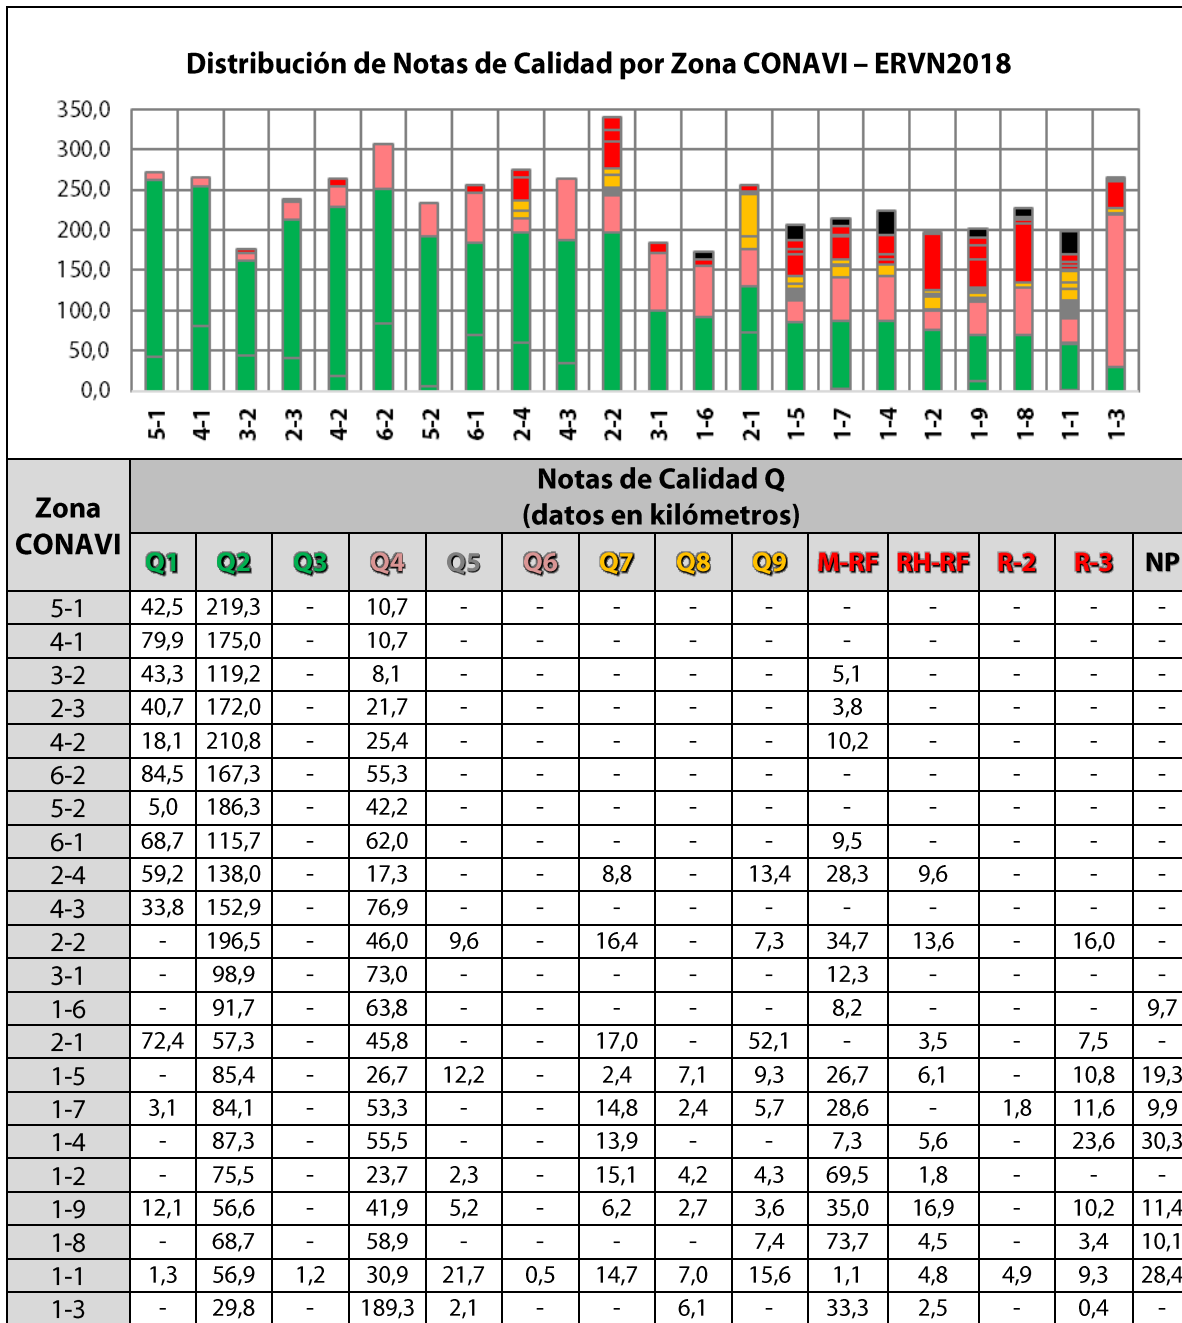 Distribución de Notas de Calidad por Zona CONAVI – ERVN2018
350,0
300,0
250,0
200,0
150,0
100,0
50,0
0,0
5-1 4-1 3-2 2-3 4-2 6-2 5-2 6-1 2-4 4-3 2-2 3-1 1-6 2-1 1-5 1-7 1-4 1-2 1-9 1-8 1-1 1-3
Zona CONAVI
Notas de Calidad Q
(datos en kilómetros)
Q1 Q2 Q3 Q4 Q5 Q6 Q7 Q8 Q9 M-RF RH-RF R-2 R-3 NP
5-1 42,5 219,3 - 10,7 - - - - - - - - - -
4-1 79,9 175,0 - 10,7 - - - - - - - - - -
3-2 43,3 119,2 - 8,1 - - - - - 5,1 - - - -
2-3 40,7 172,0 - 21,7 - - - - - 3,8 - - - -
4-2 18,1 210,8 - 25,4 - - - - - 10,2 - - - -
6-2 84,5 167,3 - 55,3 - - - - - - - - - -
5-2 5,0 186,3 - 42,2 - - - - - - - - - -
6-1 68,7 115,7 - 62,0 - - - - - 9,5 - - - -
2-4 59,2 138,0 - 17,3 - - 8,8 - 13,4 28,3 9,6 - - -
4-3 33,8 152,9 - 76,9 - - - - - - - - - -
2-2 - 196,5 - 46,0 9,6 - 16,4 - 7,3 34,7 13,6 - 16,0 -
3-1 - 98,9 - 73,0 - - - - - 12,3 - - - -
1-6 - 91,7 - 63,8 - - - - - 8,2 - - - 9,7
2-1 72,4 57,3 - 45,8 - - 17,0 - 52,1 - 3,5 - 7,5 -
1-5 - 85,4 - 26,7 12,2 - 2,4 7,1 9,3 26,7 6,1 - 10,8 19,3
1-7 3,1 84,1 - 53,3 - - 14,8 2,4 5,7 28,6 - 1,8 11,6 9,9
1-4 - 87,3 - 55,5 - - 13,9 - - 7,3 5,6 - 23,6 30,3
1-2 - 75,5 - 23,7 2,3 - 15,1 4,2 4,3 69,5 1,8 - - -
1-9 12,1 56,6 - 41,9 5,2 - 6,2 2,7 3,6 35,0 16,9 - 10,2 11,4
1-8 - 68,7 - 58,9 - - - - 7,4 73,7 4,5 - 3,4 10,1
1-1 1,3 56,9 1,2 30,9 21,7 0,5 14,7 7,0 15,6 1,1 4,8 4,9 9,3 28,4
1-3 - 29,8 - 189,3 2,1 - - 6,1 - 33,3 2,5 - 0,4 -